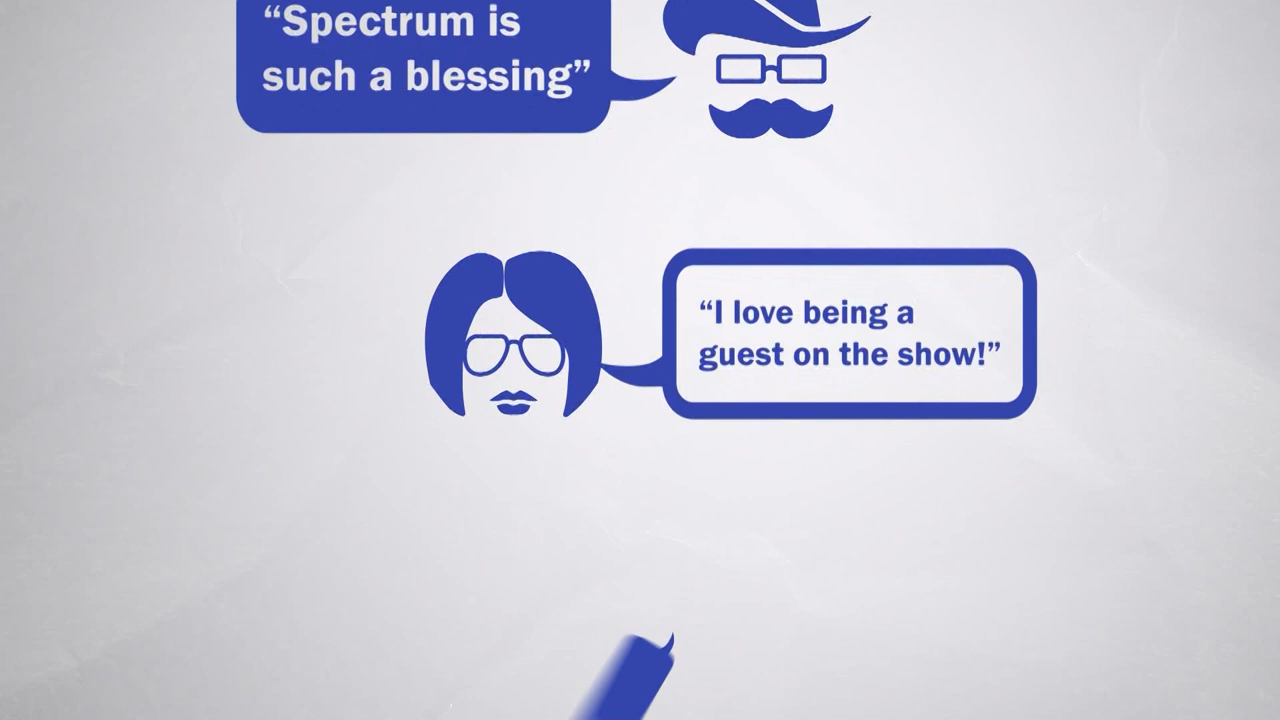 “Spectrum is
such a blessing”
“I love being a
guest on the show!”